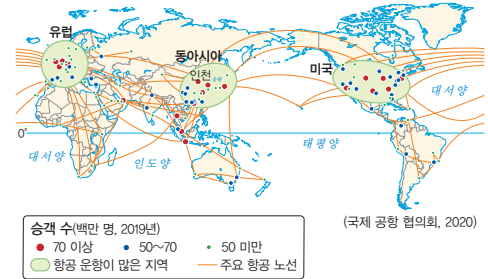 유럽
동아시아
인천
미국
대서양
0°
태평양
대서양
인도양
(국제 공항 협의회, 2020)
승객 수(백만 명, 2019년)
70 이상 50~70 50 미만
항공 운항이 많은 지역 주요 항공 노선